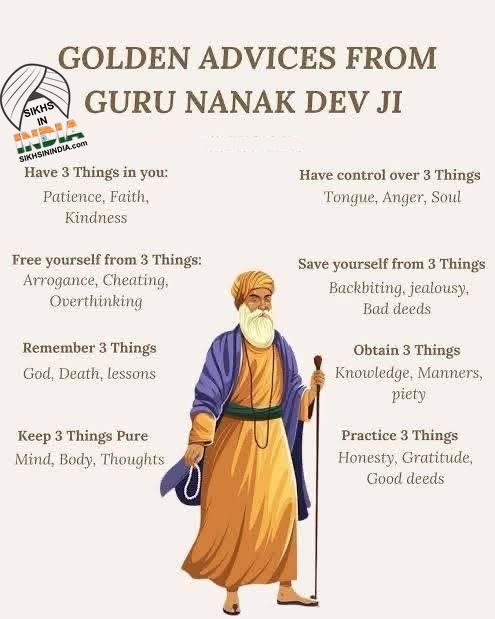 GOLDEN ADVICES FROM
GURU NANAK DEV JI
SIKHS
IN
INDIA
SIKHSININDIA.com
Have 3 Things in you:
Patience, Faith,
Kindness
Have control over 3 Things
Tongue, Anger, Soul
Free yourself from 3 Things:
Arrogance, Cheating,
Overthinking
Save yourself from 3 Things
Backbiting, jealousy,
Bad deeds
Remember 3 Things
God, Death, lessons
Obtain 3 Things
Knowledge, Manners,
piety
Keep 3 Things Pure
Mind, Body, Thoughts
Practice 3 Things
Honesty, Gratitude,
Good deeds